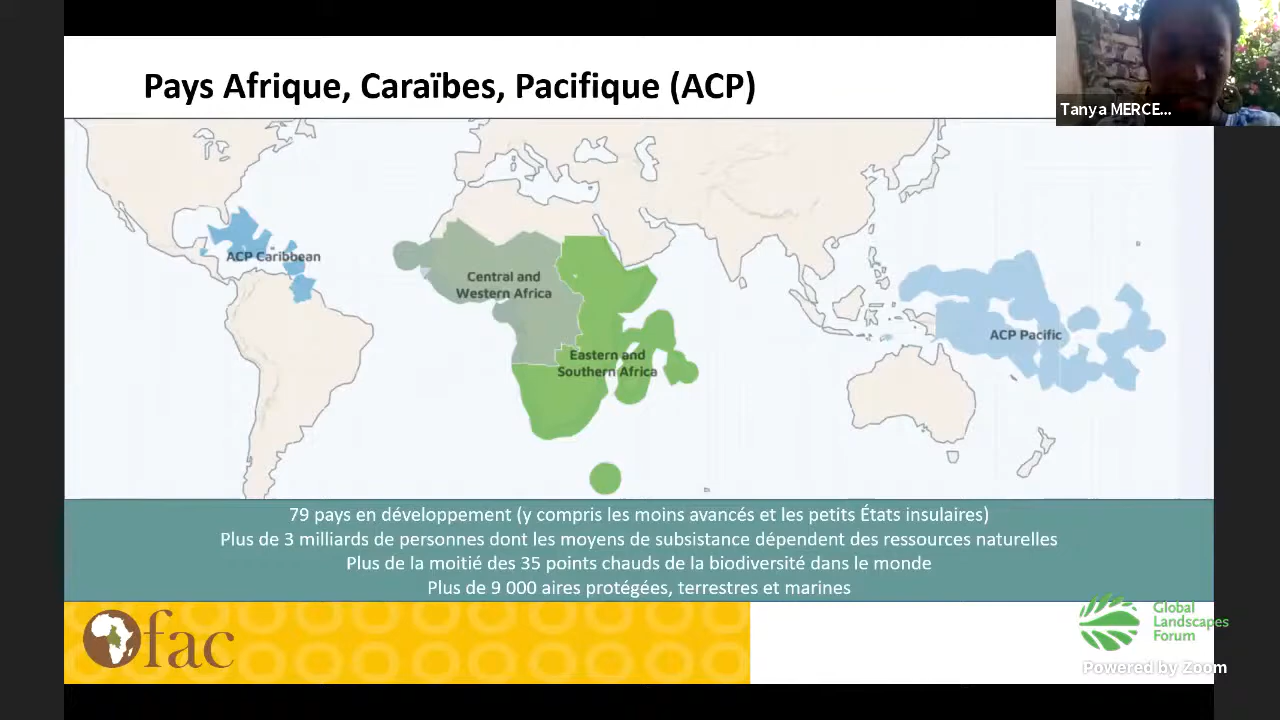 Pays Afrique, Caraïbes, Pacifique (ACP)
Tanya MERCE...
ACP Caribbean
Central and
Western Africa
Eastern and
Southern Africa
ACP Pacific
79 pays en développement (y compris les moins avancés et les petits États insulaires)
Plus de 3 milliards de personnes dont les moyens de subsistance dépendent des ressources naturelles
Plus de la moitié des 35 points chauds de la biodiversité dans le monde
Plus de 9 000 aires protégées, terrestres et marines
Ofac
Global
Landscapes
Forum
Powered by Zoom